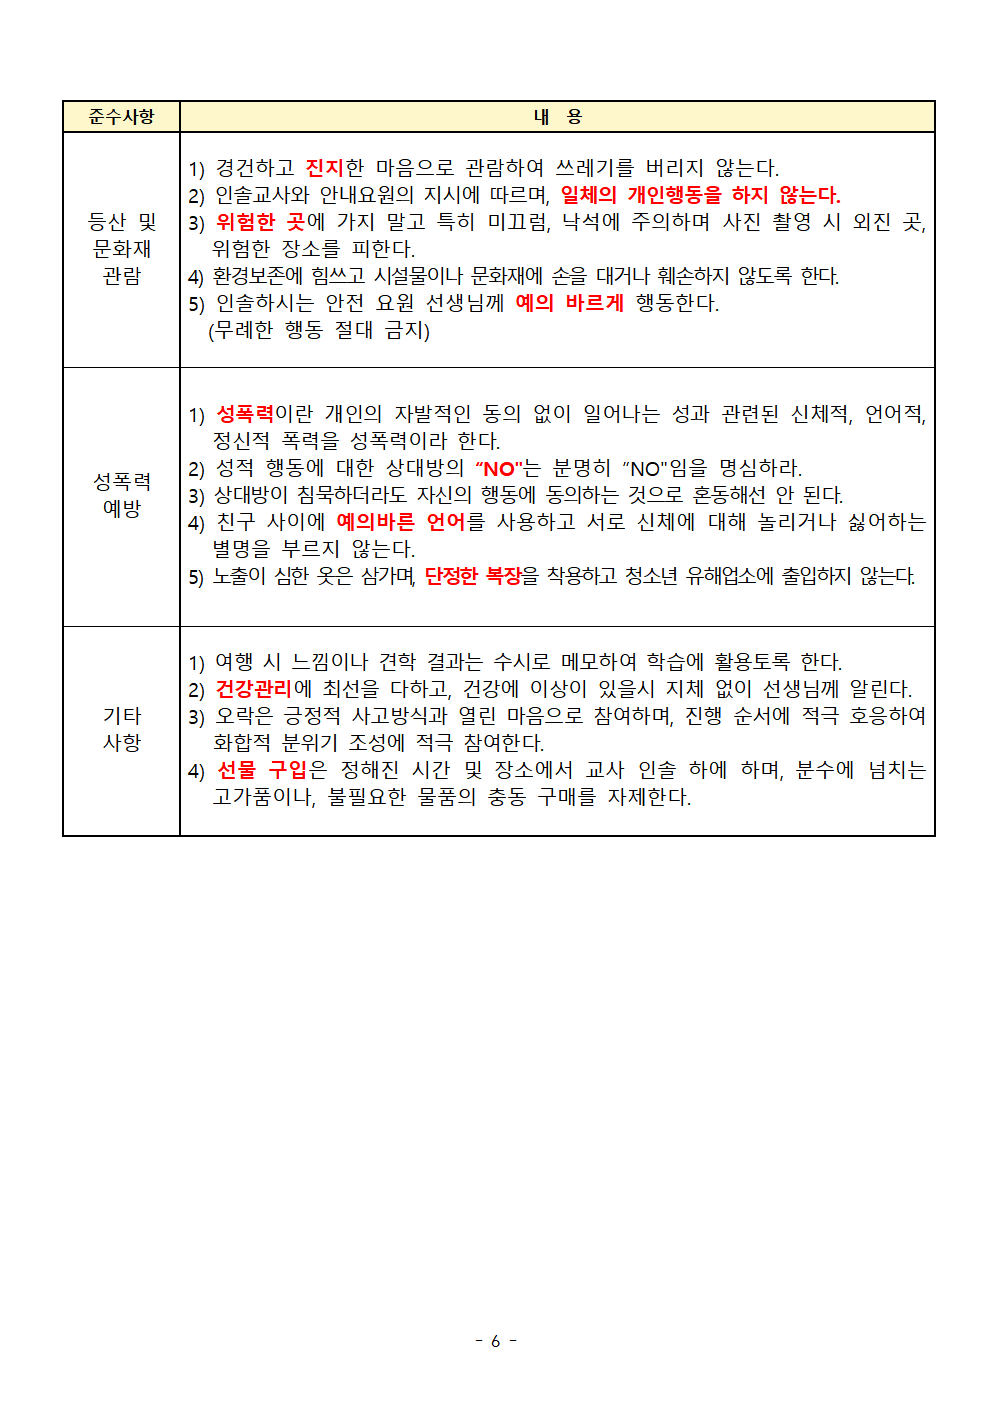 준수사항
내 용
등산 및
문화재
관람
1) 경건하고 진지한 마음으로 관람하여 쓰레기를 버리지 않는다.
2) 인솔교사와 안내요원의 지시에 따르며, 일체의 개인행동을 하지 않는다.
3) 위험한 곳에 가지 말고 특히 미끄럼, 낙석에 주의하며 사진 촬영 시 외진 곳,
위험한 장소를 피한다.
4) 환경보존에 힘쓰고 시설물이나 문화재에 손을 대거나 훼손하지 않도록 한다.
5) 인솔하시는 안전 요원 선생님께 예의 바르게 행동한다.
(무례한 행동 절대 금지)
성폭력
예방
1) 성폭력이란 개인의 자발적인 동의 없이 일어나는 성과 관련된 신체적, 언어적,
정신적 폭력을 성폭력이라 한다.
2) 성적 행동에 대한 상대방의 “NO"는 분명히 “NO"임을 명심하라.
3) 상대방이 침묵하더라도 자신의 행동에 동의하는 것으로 혼동해선 안 된다.
4) 친구 사이에 예의바른 언어를 사용하고 서로 신체에 대해 놀리거나 싫어하는
별명을 부르지 않는다.
5) 노출이 심한 옷은 삼가며, 단정한 복장을 착용하고 청소년 유해업소에 출입하지 않는다.
기타
사항
1) 여행 시 느낌이나 견학 결과는 수시로 메모하여 학습에 활용토록 한다.
2) 건강관리에 최선을 다하고, 건강에 이상이 있을시 지체 없이 선생님께 알린다.
3) 오락은 긍정적 사고방식과 열린 마음으로 참여하며, 진행 순서에 적극 호응하여
화합적 분위기 조성에 적극 참여한다.
4) 선물 구입은 정해진 시간 및 장소에서 교사 인솔 하에 하며, 분수에 넘치는
고가품이나, 불필요한 물품의 충동 구매를 자제한다.
- 6 -